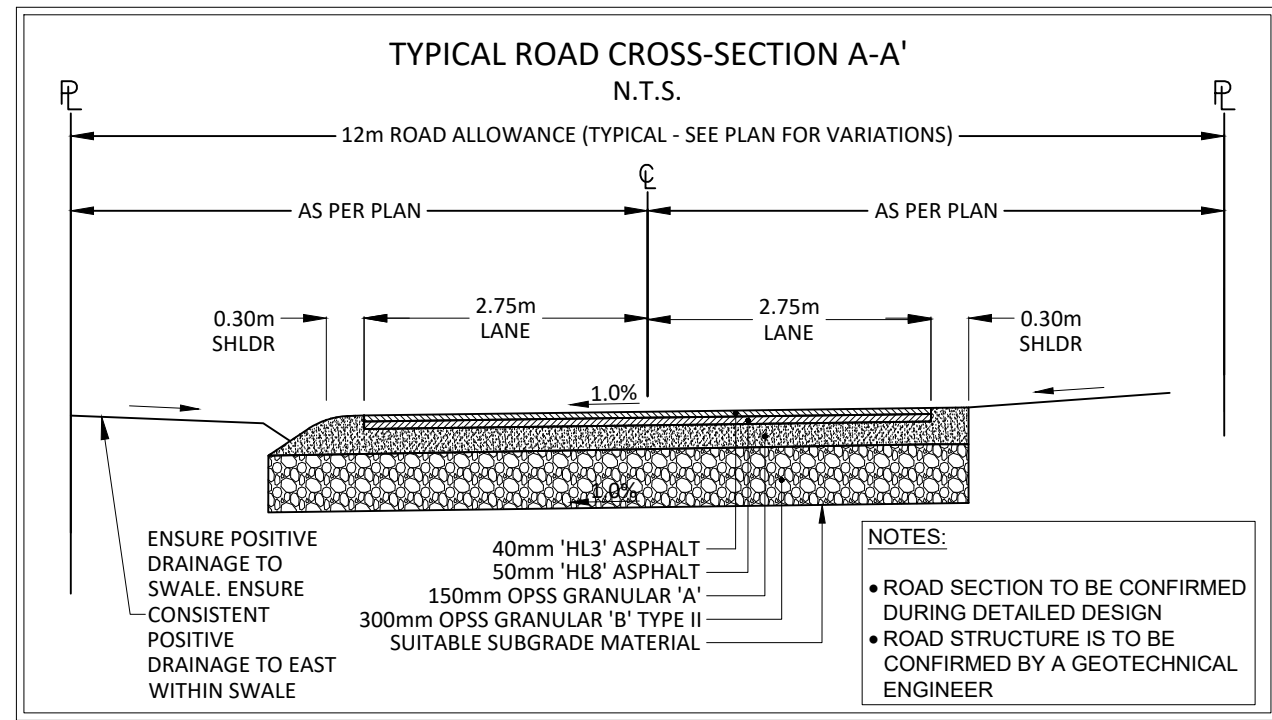 TYPICAL ROAD CROSS-SECTION A-A'
N.T.S.
PL
PL
12m ROAD ALLOWANCE (TYPICAL - SEE PLAN FOR VARIATIONS)
CL
AS PER PLAN
AS PER PLAN
0.30m
SHLDR
2.75m
LANE
2.75m
LANE
0.30m
SHLDR
1.0%
1.0%
ENSURE POSITIVE
DRAINAGE TO
SWALE. ENSURE
CONSISTENT
POSITIVE
DRAINAGE TO EAST
WITHIN SWALE
40mm 'HL3' ASPHALT
50mm 'HL8' ASPHALT
150mm OPSS GRANULAR 'A'
300mm OPSS GRANULAR 'B' TYPE II
SUITABLE SUBGRADE MATERIAL
NOTES:
• ROAD SECTION TO BE CONFIRMED
DURING DETAILED DESIGN
• ROAD STRUCTURE IS TO BE
CONFIRMED BY A GEOTECHNICAL
ENGINEER